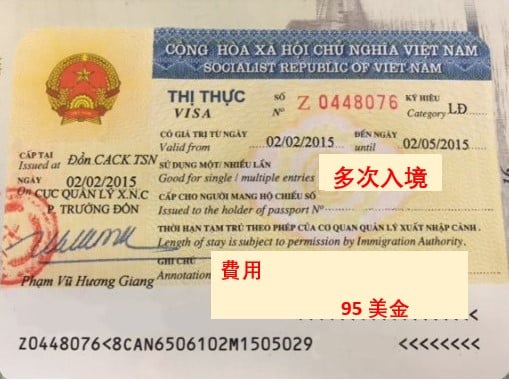 CỘNG HÒA XÃ HỘI CHỦ NGHĨA VIỆT NAM
SOCIALIST REPUBLIC OF VIET NAM
THỊ THỰC SỐ KÝ HIỆU
VISA Nº Z 0448076 Category LĐ
CÓ GIÁ TRỊ TỪ NGÀY ĐẾN NGÀY
Valid from 02/02/2015 until 02/05/2015
CẤP TẠI
Issued at Đồn CACK TSN
SỬ DỤNG MỘT/ NHIỀU LẦN
Good for single / multiple entries 多次入境
NGÀY
On 02/02/2015
CỤC QUẢN LÝ X.N.C
P. TRƯỞNG ĐỒN
CẤP CHO NGƯỜI MANG HỘ CHIẾU SỐ
Issued to the holder of passport Nº
THỜI HẠN TẠM TRÚ THEO PHÉP CỦA CƠ QUAN QUẢN LÝ XUẤT NHẬP CẢNH.
Length of stay is subject to permission by Immigration Authority.
GHI CHÚ
Annotation
費用
95 美金
Phạm Vũ Hương Giang
Z0448076<8CAN6506102M1505029 <<<<<<<<